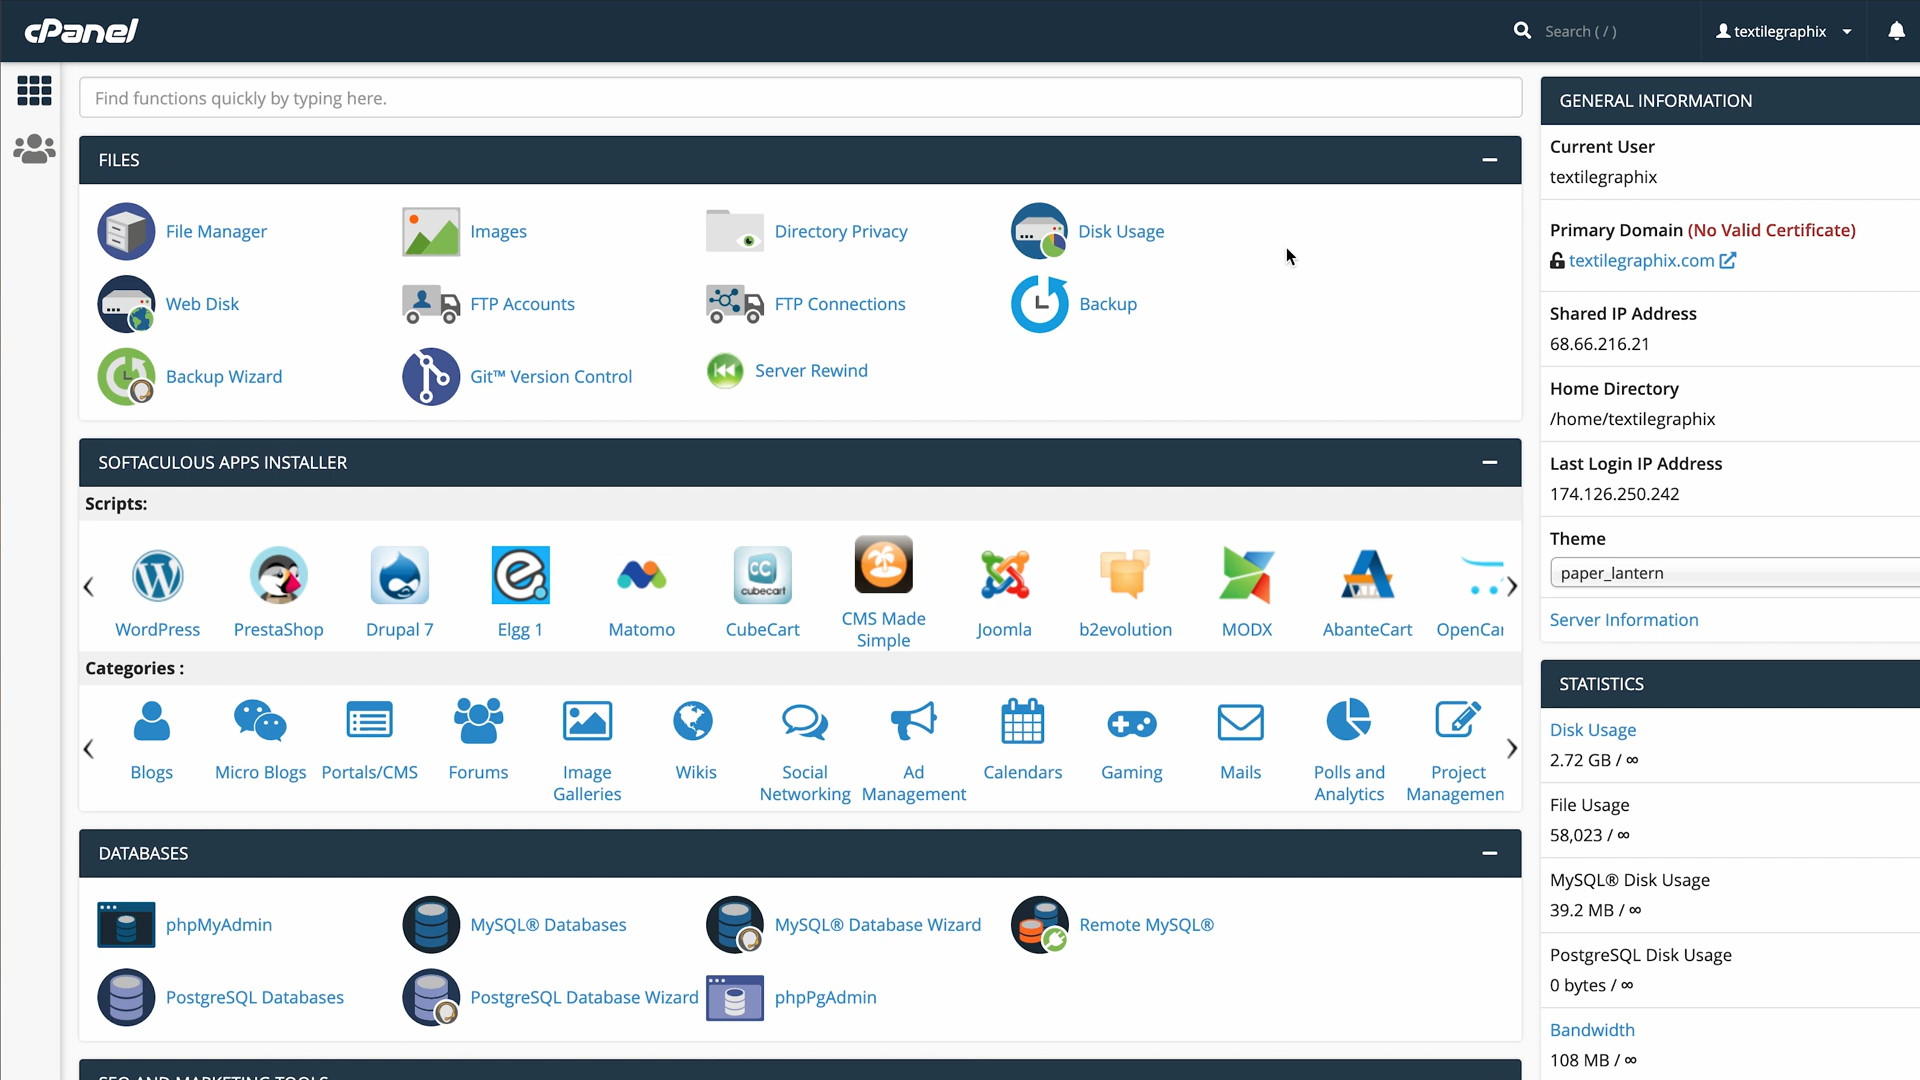 cPanel
Search ( / )
textilegraphix
Find functions quickly by typing here.
FILES
File Manager
Images
Directory Privacy
Disk Usage
Web Disk
FTP Accounts
FTP Connections
Backup
Backup Wizard
Git™ Version Control
Server Rewind
SOFTACULOUS APPS INSTALLER
Scripts:
WordPress
PrestaShop
Drupal 7
Elgg 1
Matomo
CC
cubecart
CubeCart
CMS Made
Simple
Joomla
b2evolution
MODX
AbanteCart
OpenCar
Categories :
Blogs
Micro Blogs
Portals/CMS
Forums
Image
Galleries
Wikis
Social
Networking
Ad
Management
Calendars
Gaming
Mails
Polls and
Analytics
Project
Managemen
DATABASES
phpMyAdmin
MySQL® Databases
MySQL® Database Wizard
Remote MySQL®
PostgreSQL Databases
PostgreSQL Database Wizard
phpPgAdmin
SEO AND MARKETING TOOLS
GENERAL INFORMATION
Current User
textilegraphix
Primary Domain (No Valid Certificate)
textilegraphix.com
Shared IP Address
68.66.216.21
Home Directory
/home/textilegraphix
Last Login IP Address
174.126.250.242
Theme
paper_lantern
Server Information
STATISTICS
Disk Usage
2.72 GB / ∞
File Usage
58,023 / ∞
MySQL® Disk Usage
39.2 MB / ∞
PostgreSQL Disk Usage
0 bytes / ∞
Bandwidth
108 MB / ∞